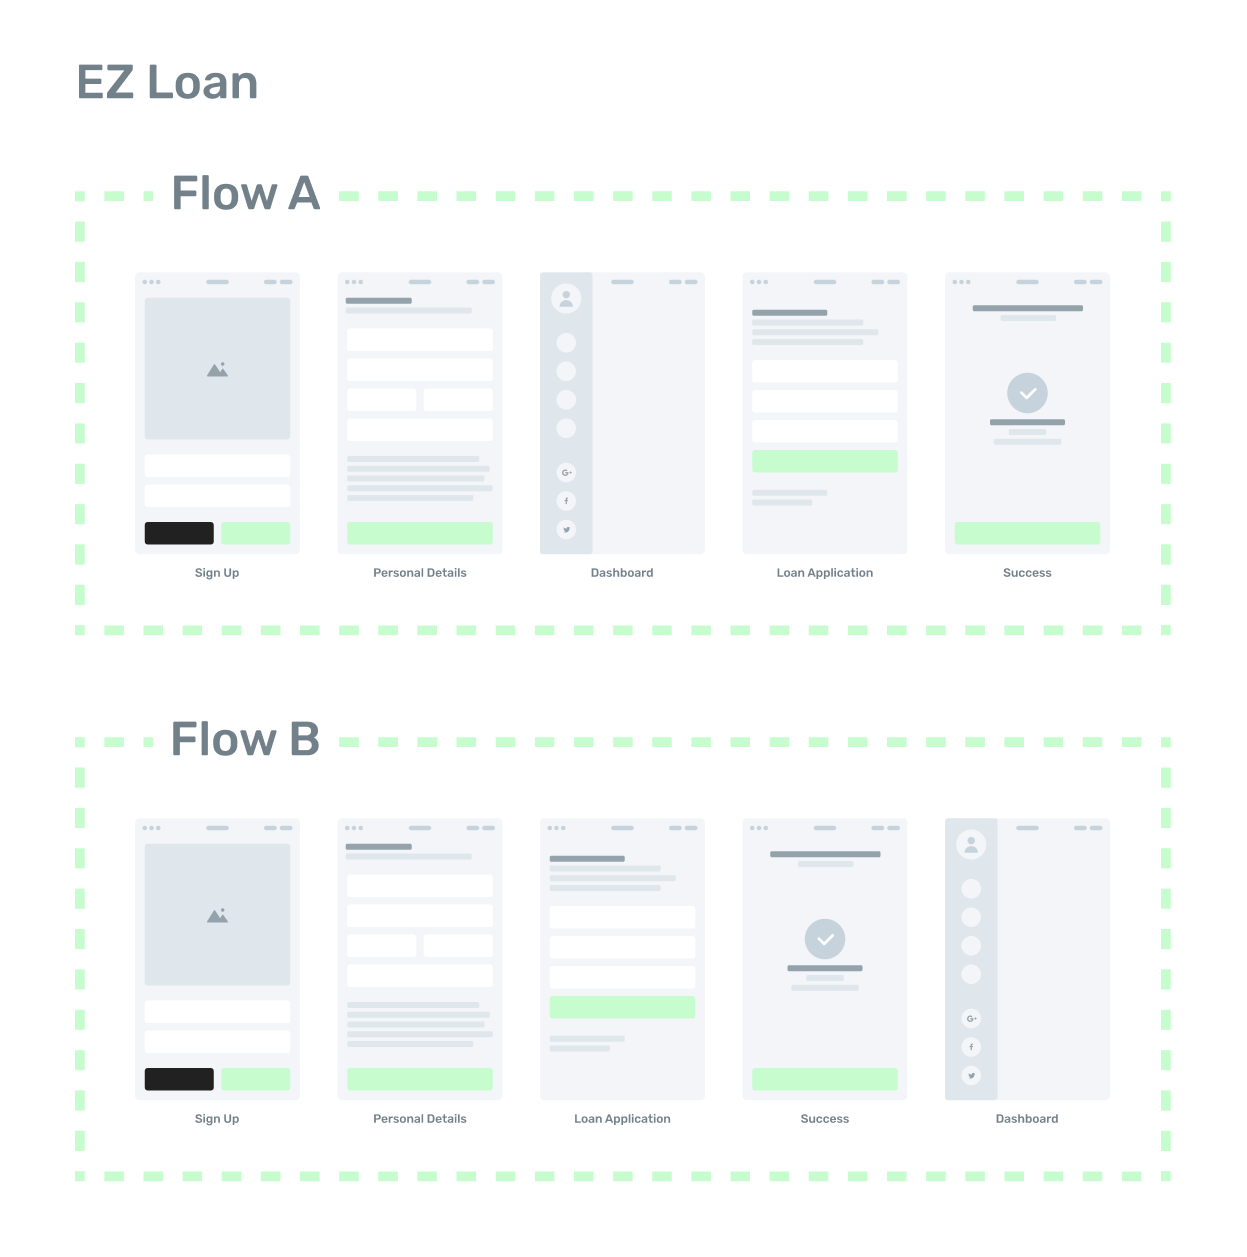 EZ Loan
Flow A
Sign Up
Personal Details
Dashboard
Loan Application
Success
Flow B
Sign Up
Personal Details
Loan Application
Success
Dashboard